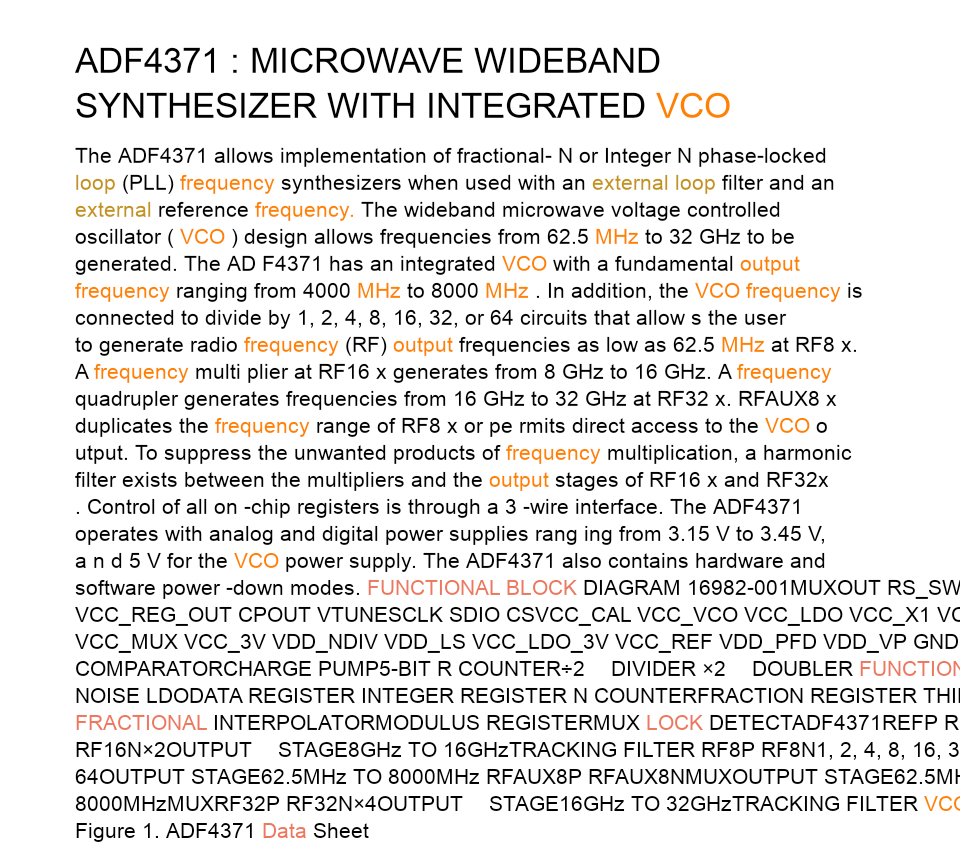 ADF4371 : MICROWAVE WIDEBAND
SYNTHESIZER WITH INTEGRATED VCO
The ADF4371 allows implementation of fractional- N or Integer N phase-locked
loop (PLL) frequency synthesizers when used with an external loop filter and an
external reference frequency. The wideband microwave voltage controlled
oscillator ( VCO ) design allows frequencies from 62.5 MHz to 32 GHz to be
generated. The AD F4371 has an integrated VCO with a fundamental output
frequency ranging from 4000 MHz to 8000 MHz . In addition, the VCO frequency is
connected to divide by 1, 2, 4, 8, 16, 32, or 64 circuits that allow s the user
to generate radio frequency (RF) output frequencies as low as 62.5 MHz at RF8 x.
A frequency multi plier at RF16 x generates from 8 GHz to 16 GHz. A frequency
quadrupler generates frequencies from 16 GHz to 32 GHz at RF32 x. RFAUX8 x
duplicates the frequency range of RF8 x or pe rmits direct access to the VCO o
utput. To suppress the unwanted products of frequency multiplication, a harmonic
filter exists between the multipliers and the output stages of RF16 x and RF32x
. Control of all on -chip registers is through a 3 -wire interface. The ADF4371
operates with analog and digital power supplies rang ing from 3.15 V to 3.45 V,
a n d 5 V for the VCO power supply. The ADF4371 also contains hardware and
software power -down modes. FUNCTIONAL BLOCK DIAGRAM 16982-001MUXOUT RS_SW
VCC_REG_OUT CPOUT VTUNESCLK SDIO CSVCC_CAL VCC_VCO VCC_LDO VCC_X1
VCC_MUX VCC_3V VDD_NDIV VDD_LS VCC_LDO_3V VCC_REF VDD_PFD VDD_VP GND
COMPARATORCHARGE PUMP5-BIT R COUNTER÷2 DIVIDER ×2 DOUBLER FUNCTION
NOISE LDODATA REGISTER INTEGER REGISTER N COUNTERFRACTION REGISTER
FRACTIONAL INTERPOLATORMODULUS REGISTERMUX LOCK DETECTADF4371REFP
RF16N×2OUTPUT STAGE8GHz TO 16GHzTRACKING FILTER RF8P RF8N1, 2, 4, 8, 16,
64OUTPUT STAGE62.5MHz TO 8000MHz RFAUX8P RFAUX8NMUXOUTPUT
8000MHzMUXRF32P RF32N×4OUTPUT STAGE16GHz TO 32GHzTRACKING FILTER VCO
Figure 1. ADF4371 Data Sheet